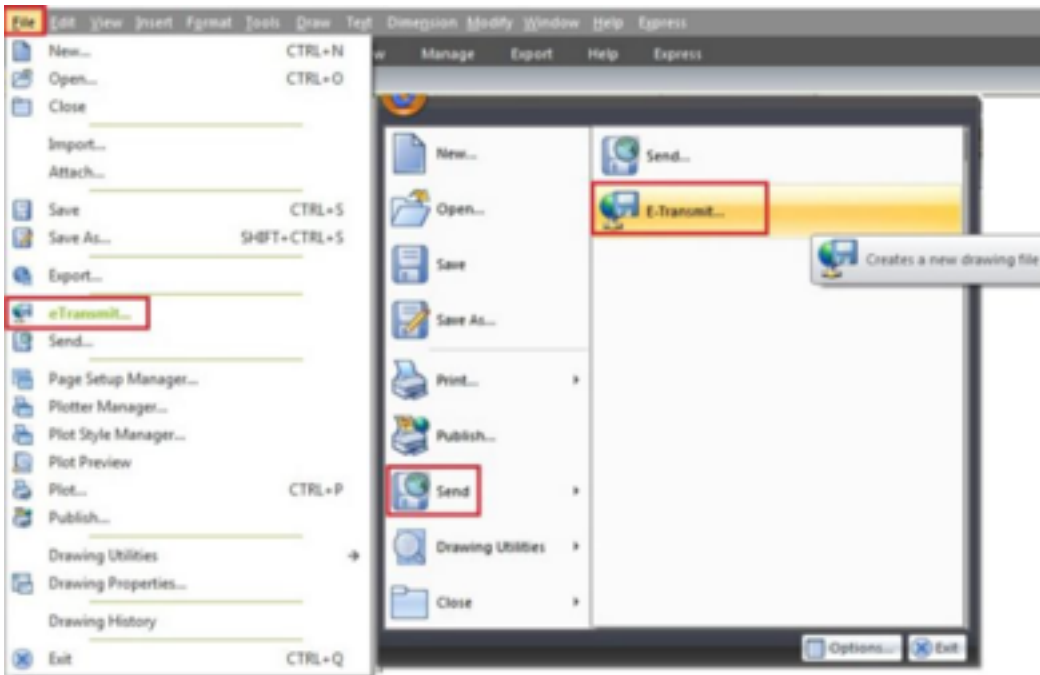 File Edit View Insert Format Tools Draw Text Dimension Modify Window Help Express
w Manage Export Help Express
New... CTRL+N
Open... CTRL+O
Close
Import...
Attach...
Save CTRL+S
Save As... SHIFT+CTRL+S
Export...
eTransmit...
Send...
Page Setup Manager...
Plotter Manager...
Plot Style Manager...
Plot Preview
Plot... CTRL+P
Publish...
Drawing Utilities
Drawing Properties...
Drawing History
Exit CTRL+Q
New...
Open...
Save
Save As...
Print...
Publish...
Send
Drawing Utilities
Close
Send...
E-Transmit...
Creates a new drawing file
Options... Exit